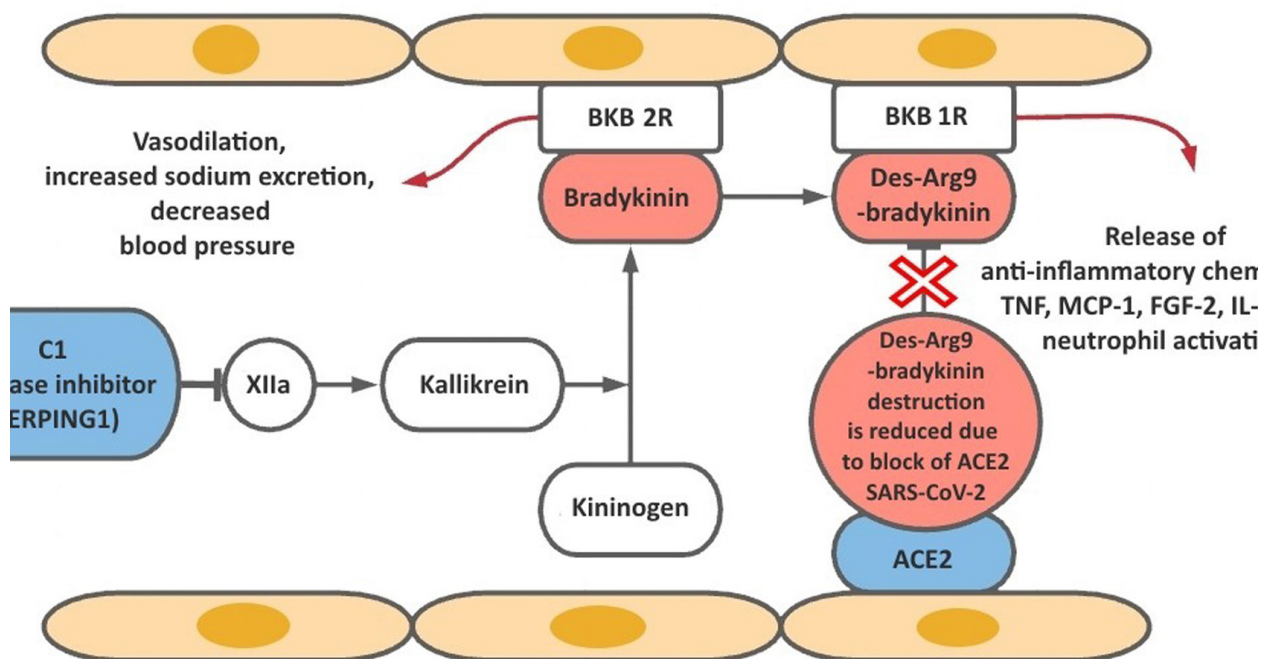 BKB 2R
BKB 1R
Vasodilation,
increased sodium excretion,
decreased
blood pressure
Bradykinin
Des-Arg9
-bradykinin
Release of
anti-inflammatory chem
TNF, MCP-1, FGF-2, IL-
neutrophil activati
C1
ase inhibitor
ERPING1)
XIIa
Kallikrein
Kininogen
Des-Arg9
-bradykinin
destruction
is reduced due
to block of ACE2
SARS-CoV-2
ACE2